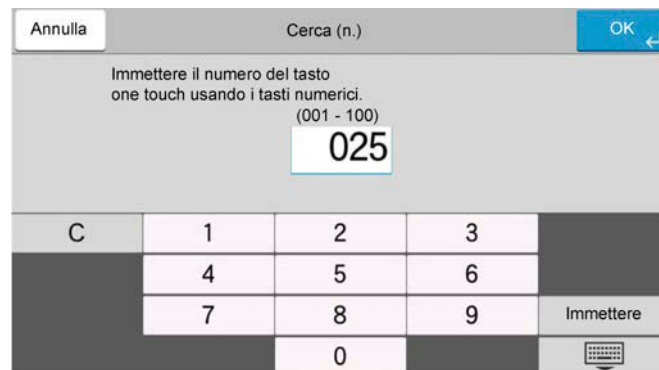 Annulla Cerca (n.) OK
Immettere il numero del tasto
one touch usando i tasti numerici.
(001 - 100)
025
C 1 2 3
4 5 6
7 8 9 Immettere
0